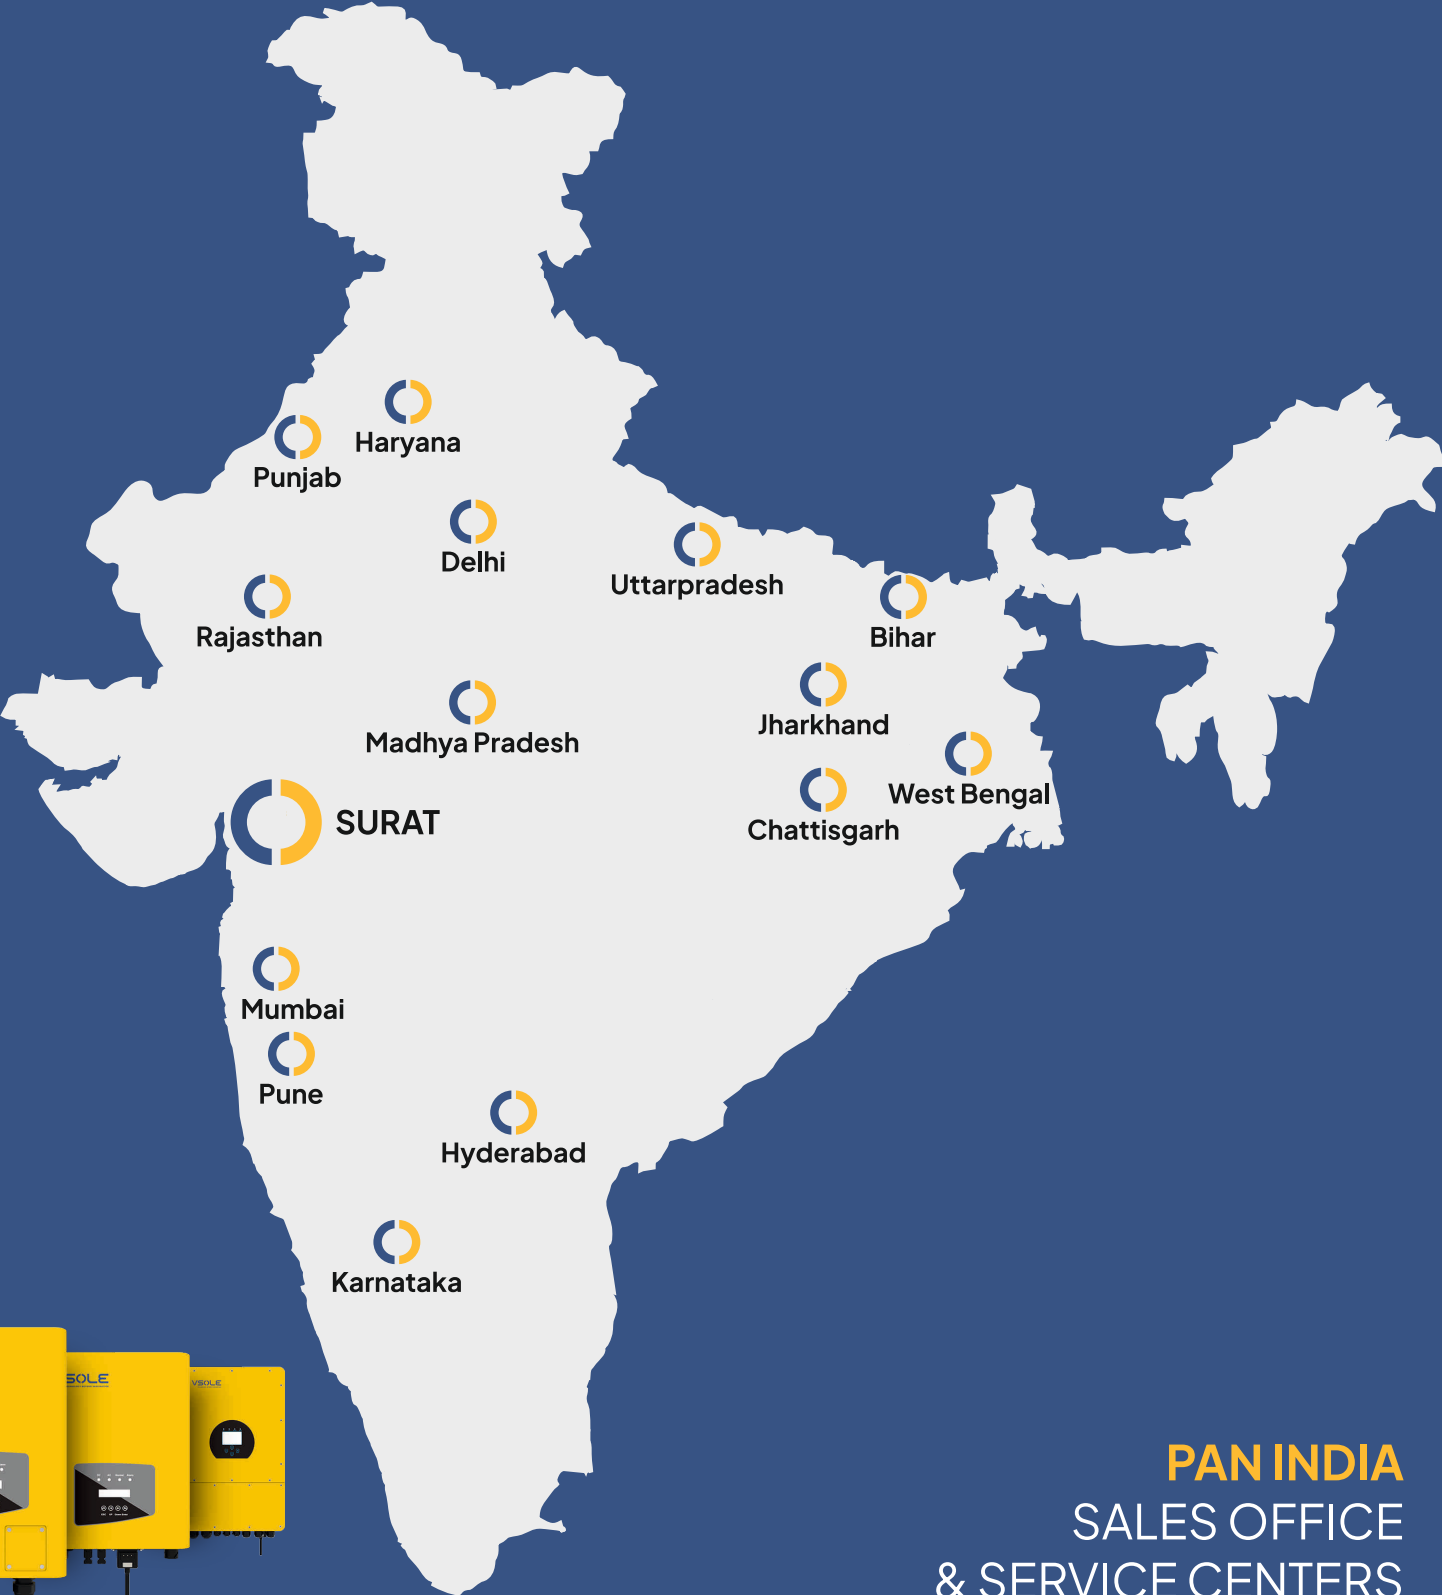 Haryana
Punjab
Delhi
Uttarpradesh
Bihar
Rajasthan
Jharkhand
Madhya Pradesh
West Bengal
SURAT
Chattisgarh
Mumbai
Pune
Hyderabad
Karnataka
SOLE
VSOLE
PAN INDIA
SALES OFFICE
& SERVICE CENTERS